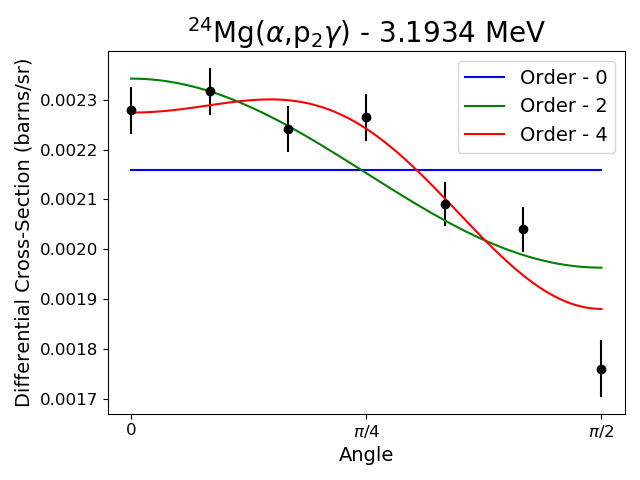 ²⁴Mg(α,p₂γ) - 3.1934 MeV
Differential Cross-Section (barns/sr)
0.0023
0.0022
0.0021
0.0020
0.0019
0.0018
0.0017
Order - 0
Order - 2
Order - 4
0
π/4
π/2
Angle